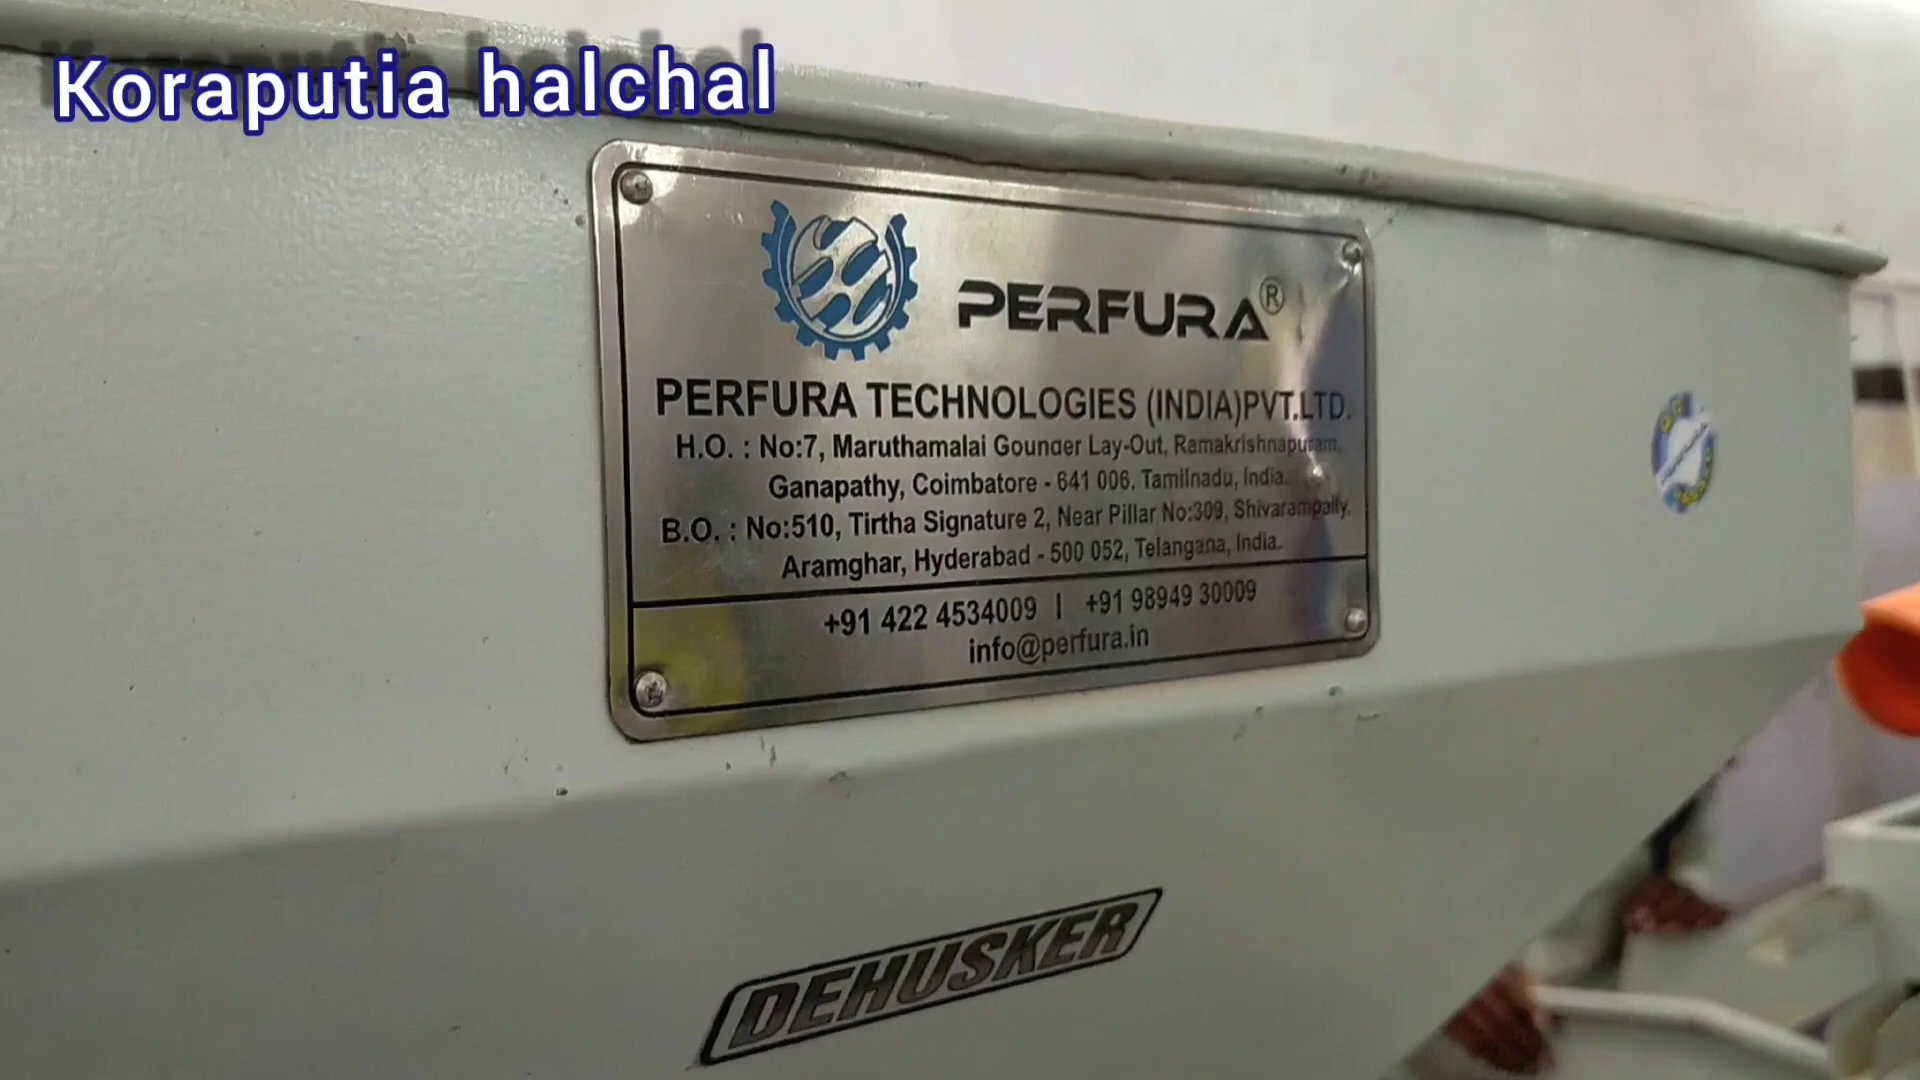 Koraputia halchal
PERFURA®
PERFURA TECHNOLOGIES (INDIA)PVT.LTD.
H.O. : No:7, Maruthamalai Gounder Lay-Out, Ramakrishnapuram,
Ganapathy, Coimbatore - 641 006. Tamilnadu, India.
B.O. : No:510, Tirtha Signature 2, Near Pillar No:309, Shivarampally.
Aramghar, Hyderabad - 500 052, Telangana, India.
+91 422 4534009 | +91 98949 30009
info@perfura.in
DEHUSKER